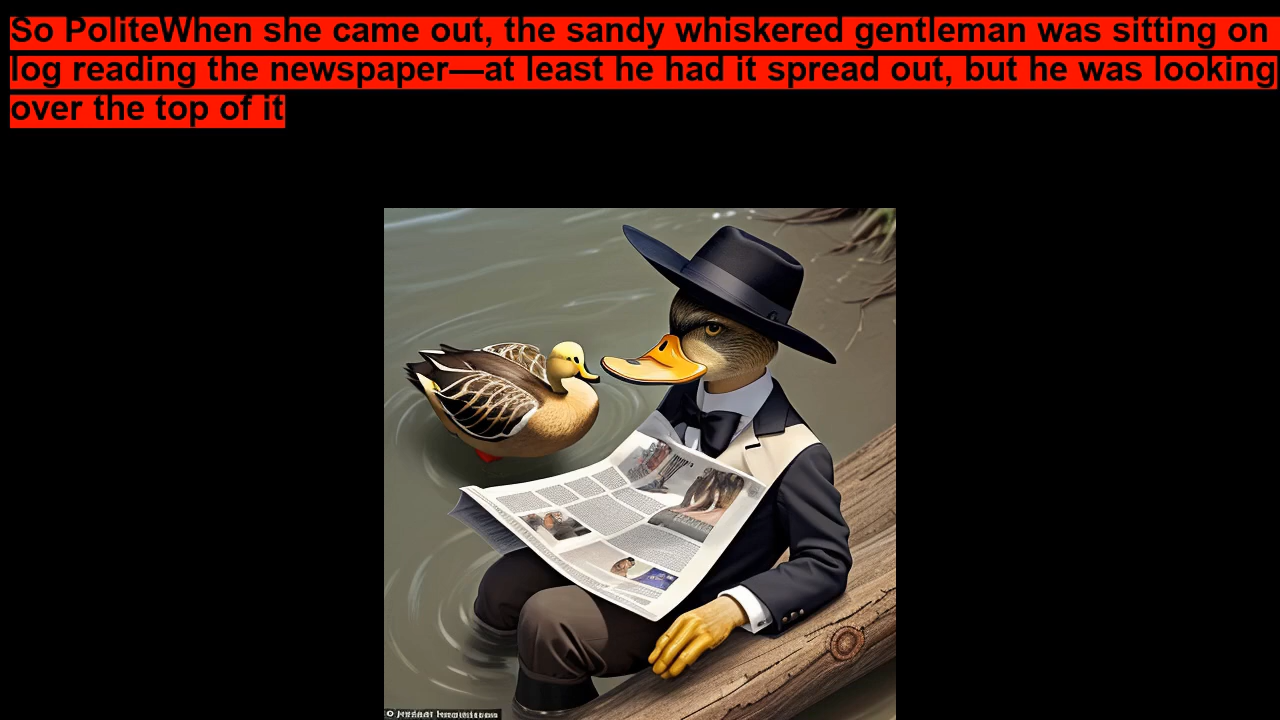 So PoliteWhen she came out, the sandy whiskered gentleman was sitting on
log reading the newspaper—at least he had it spread out, but he was looking
over the top of it